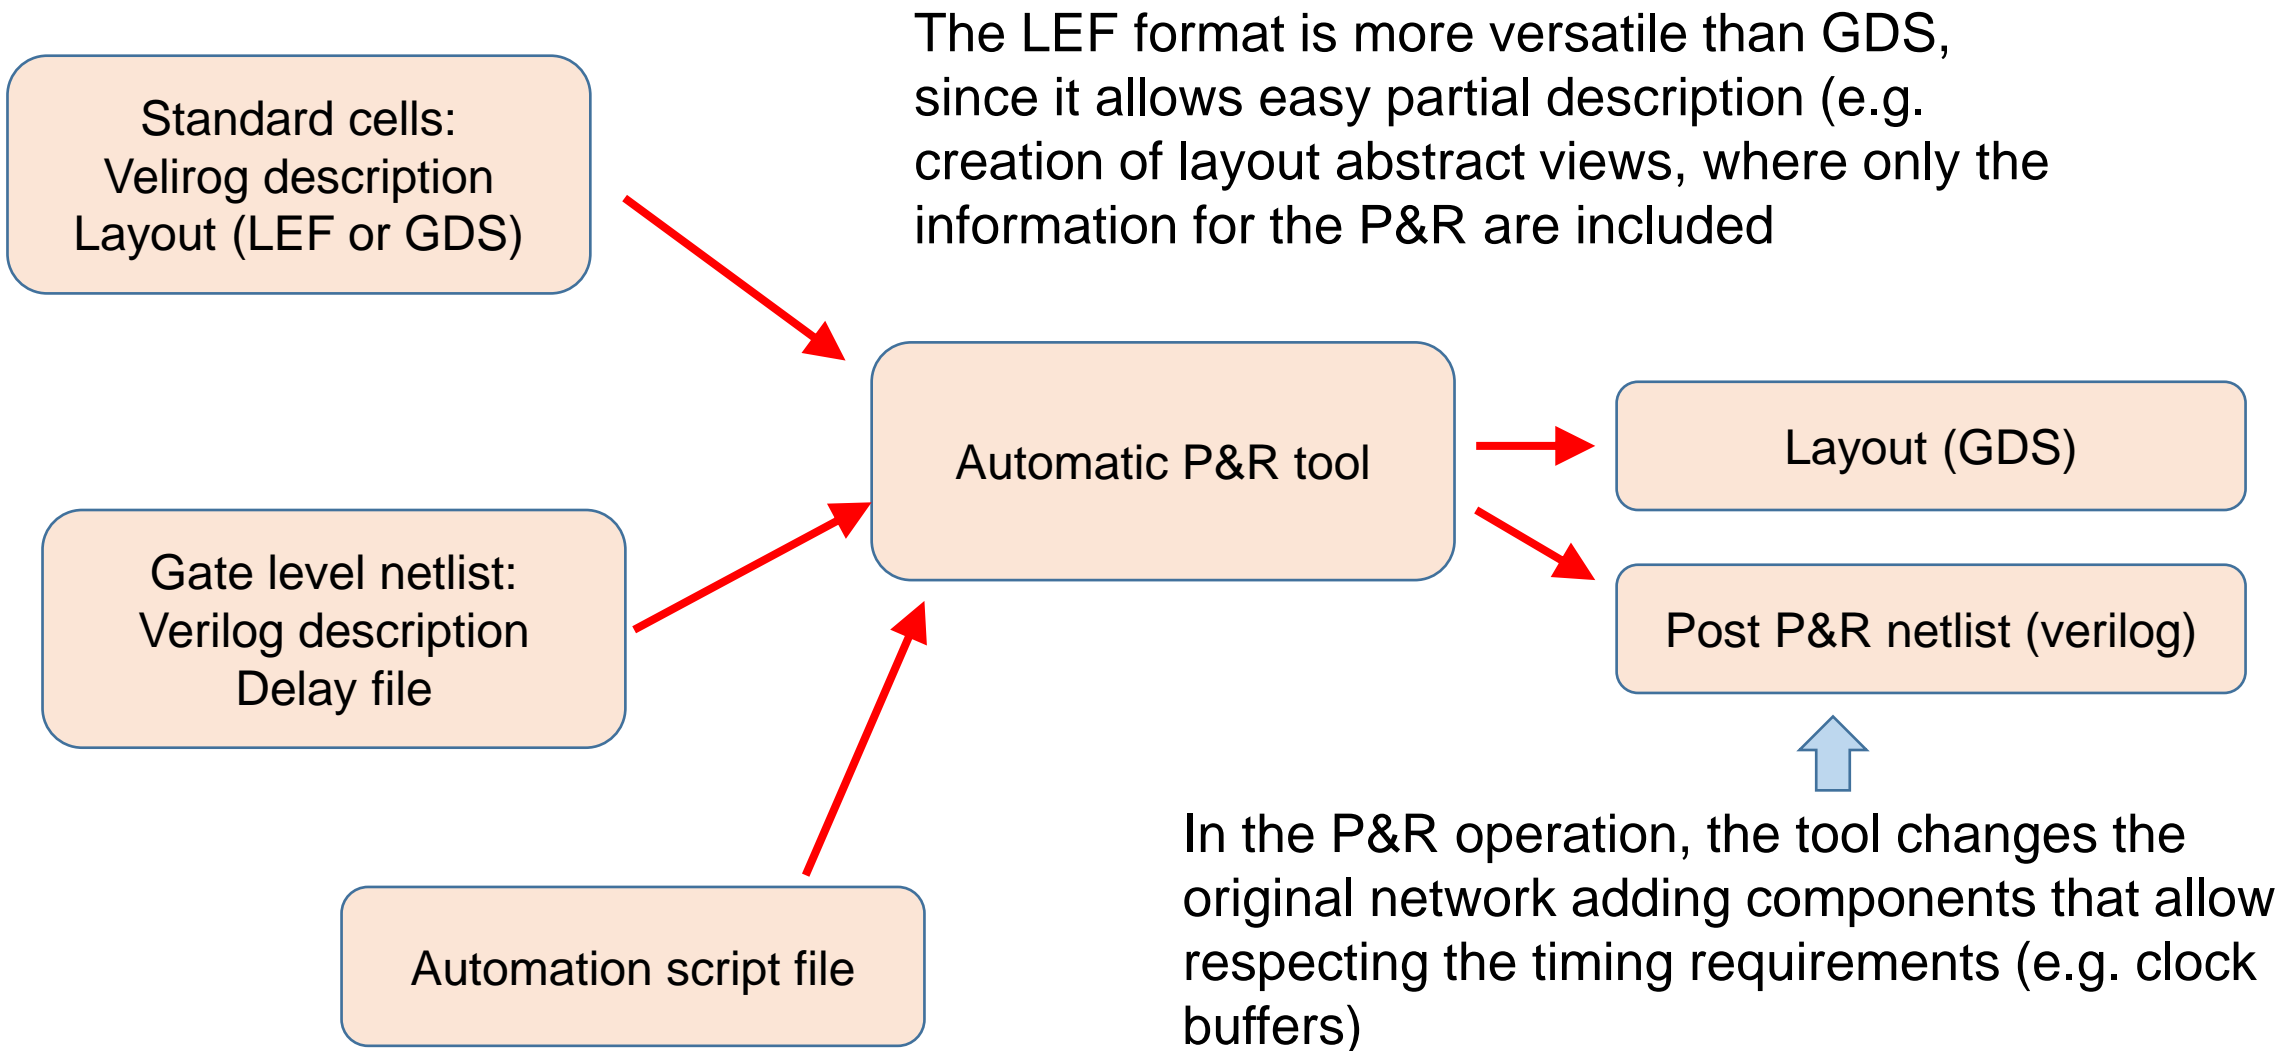 The LEF format is more versatile than GDS,
since it allows easy partial description (e.g.
creation of layout abstract views, where only the
information for the P&R are included
Standard cells:
Velirog description
Layout (LEF or GDS)
Automatic P&R tool
Layout (GDS)
Gate level netlist:
Verilog description
Delay file
Post P&R netlist (verilog)
Automation script file
In the P&R operation, the tool changes the
original network adding components that allow
respecting the timing requirements (e.g. clock
buffers)